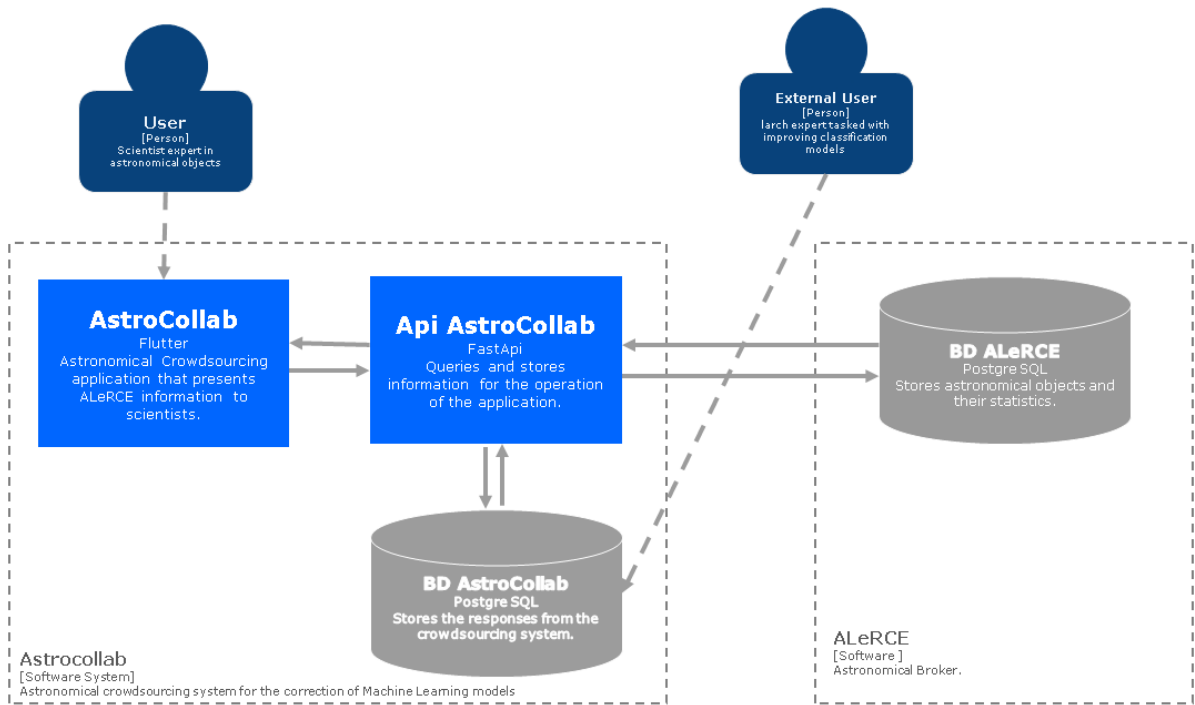 User
[Person]
Scientist expert in
astronomical objects
External User
[Person]
larch expert tasked with
improving classification
models
AstroCollab
Flutter
Astronomical Crowdsourcing
application that presents
ALeRCE information to
scientists.
Api AstroCollab
FastApi
Queries and stores
information for the operation
of the application.
BD ALeRCE
Postgre SQL
Stores astronomical objects and
their statistics.
BD AstroCollab
Postgre SQL
Stores the responses from the
crowdsourcing system.
Astrocollab
[Software System]
Astronomical crowdsourcing system for the correction of Machine Learning models
ALeRCE
[Software ]
Astronomical Broker.